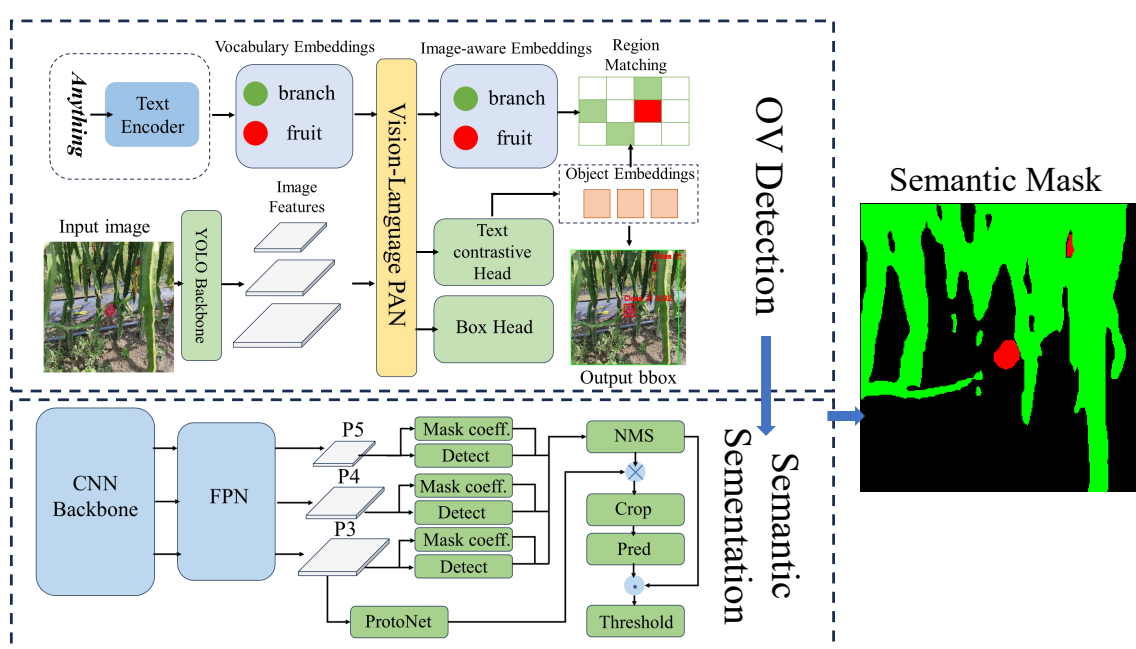 Vocabulary Embeddings
Image-aware Embeddings
Region
Matching
Anything
Text
Encoder
branch
fruit
Vision-Language PAN
branch
fruit
OV Detection
Object Embeddings
Image
Features
Input image
YOLO Backbone
Text
contrastive
Head
Box Head
Output bbox
Semantic Mask
CNN
Backbone
FPN
P5
P4
P3
Mask coeff.
Detect
Mask coeff.
Detect
Mask coeff.
Detect
ProtoNet
NMS
Crop
Pred
Threshold
Semantic
Sementation